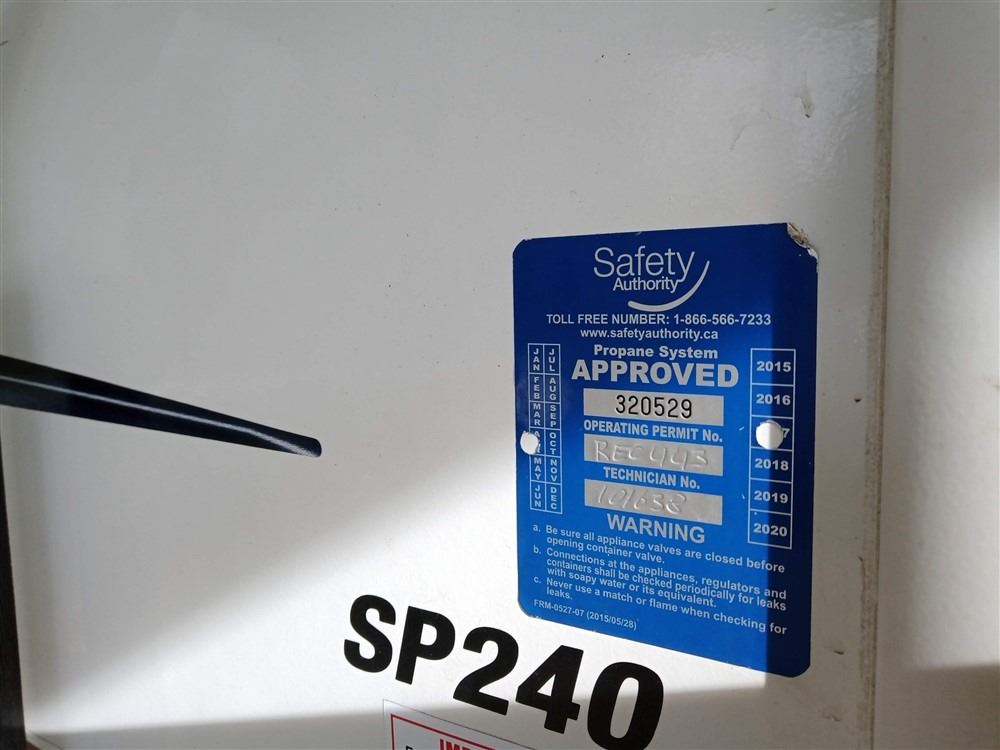 Safety
Authority
TOLL FREE NUMBER: 1-866-566-7233
www.safetyauthority.ca
Propane System
APPROVED
320529
OPERATING PERMIT No.
REC443
TECHNICIAN No.
101638
WARNING
JAN FEB MAR MAY JUN
JUL AUG SEP OCT NOV DEC
2015
2016
7
2018
2019
2020
a. Be sure all appliance valves are closed before
opening container valve.
b. Connections at the appliances, regulators and
containers shall be checked periodically for leaks
with soapy water or its equivalent.
c. Never use a match or flame when checking for
leaks.
FRM-0527-07 (2015/05/28)
SP240